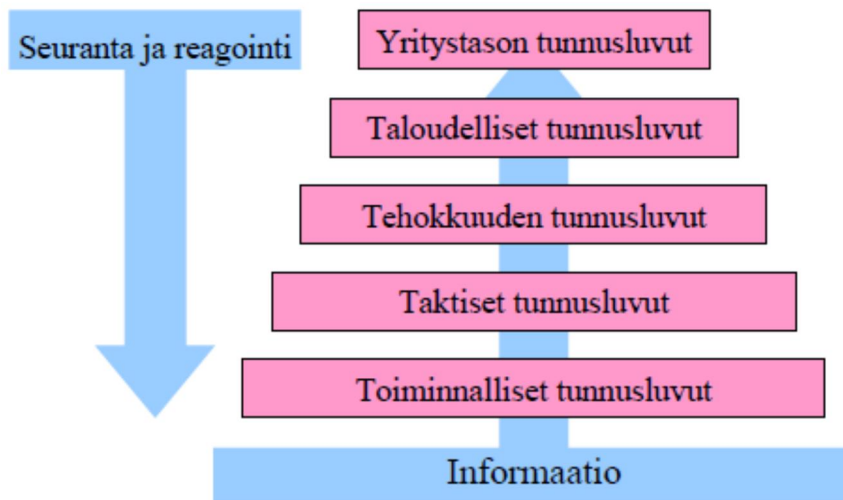 Seuranta ja reagointi
Yritystason tunnusluvut
Taloudelliset tunnusluvut
Tehokkuuden tunnusluvut
Taktiset tunnusluvut
Toiminnalliset tunnusluvut
Informaatio